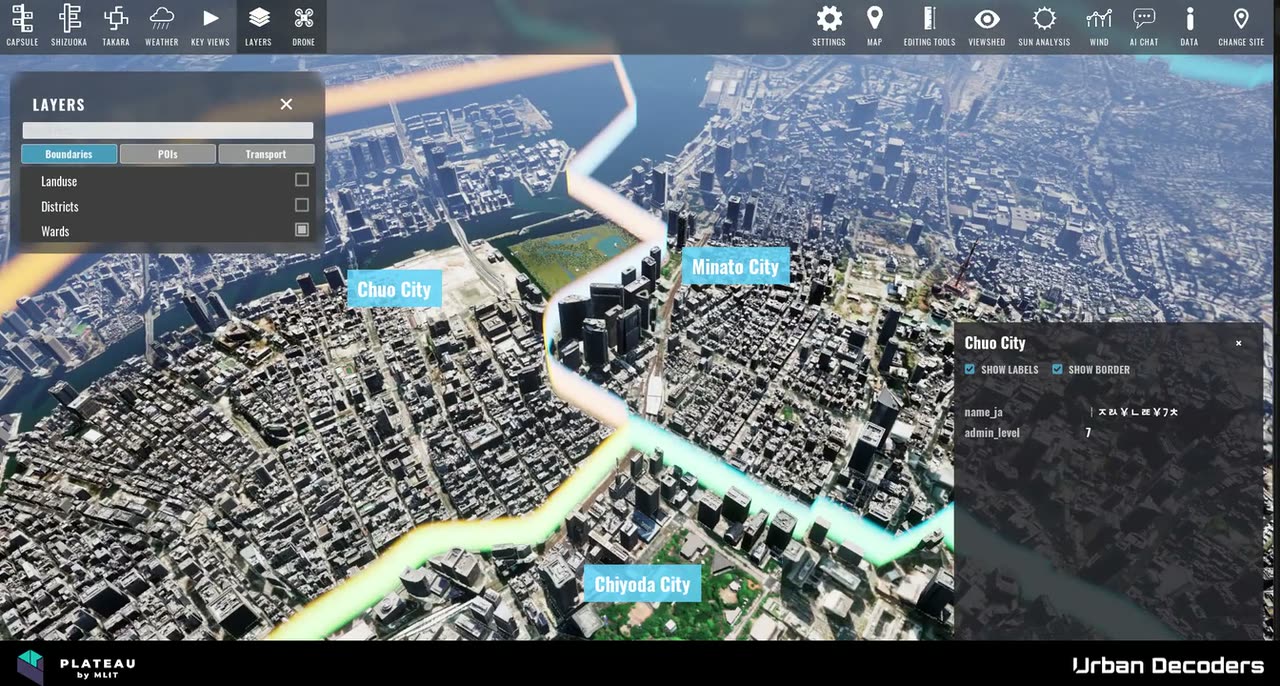 CAPSULE SHIZUOKA TAKARA WEATHER KEY VIEWS LAYERS DRONE SETTINGS MAP EDITING TOOLS VIEWSHED SUN ANALYSIS WIND AI CHAT DATA CHANGE SITE
LAYERS
Boundaries POIs Transport
Landuse
Districts
Wards
Minato City
Chuo City
Chuo City
SHOW LABELS SHOW BORDER
name_ja
admin_level 7
Chiyoda City
PLATEAU
by MLIT
Urban Decoders